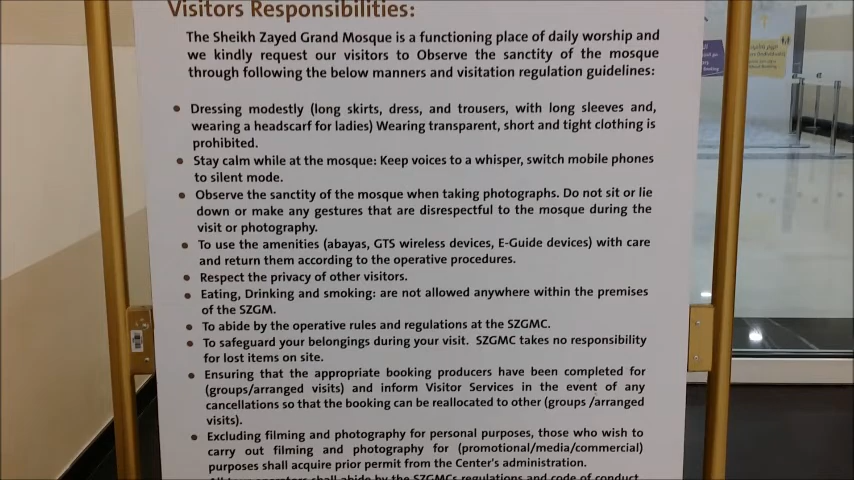 Visitors Responsibilities:
The Sheikh Zayed Grand Mosque is a functioning place of daily worship and
we kindly request our visitors to Observe the sanctity of the mosque
through following the below manners and visitation regulation guidelines:
• Dressing modestly (long skirts, dress, and trousers, with long sleeves and,
wearing a headscarf for ladies) Wearing transparent, short and tight clothing is
prohibited.
• Stay calm while at the mosque: Keep voices to a whisper, switch mobile phones
to silent mode.
• Observe the sanctity of the mosque when taking photographs. Do not sit or lie
down or make any gestures that are disrespectful to the mosque during the
visit or photography.
• To use the amenities (abayas, GTS wireless devices, E-Guide devices) with care
and return them according to the operative procedures.
• Respect the privacy of other visitors.
• Eating, Drinking and smoking: are not allowed anywhere within the premises
of the SZGM.
• To abide by the operative rules and regulations at the SZGMC.
• To safeguard your belongings during your visit. SZGMC takes no responsibility
for lost items on site.
• Ensuring that the appropriate booking producers have been completed for
(groups/arranged visits) and inform Visitor Services in the event of any
cancellations so that the booking can be reallocated to other (groups /arranged
visits).
• Excluding filming and photography for personal purposes, those who wish to
carry out filming and photography for (promotional/media/commercial)
purposes shall acquire prior permit from the Center's administration.
shall abide by the SZGMCs regulations and code of conduct